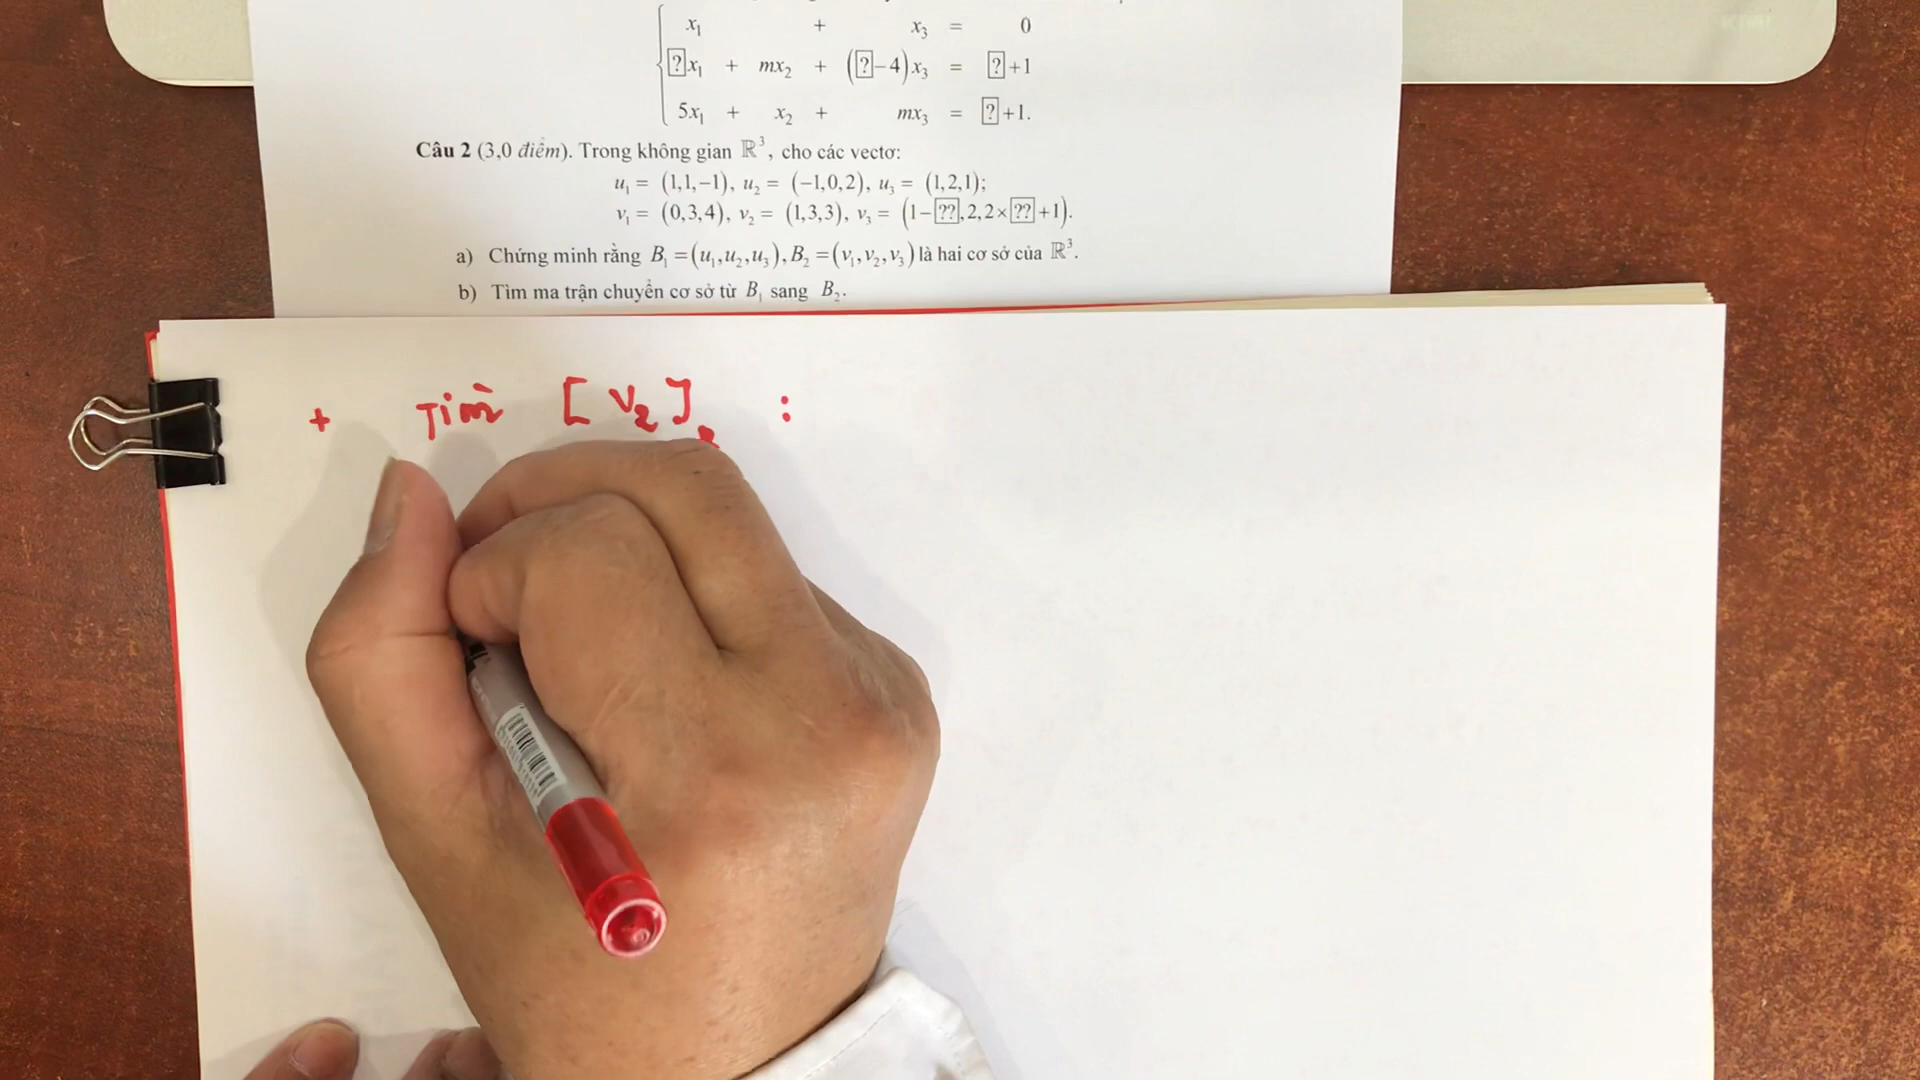 x₁ + x₃ = 0
?x₁ + mx₂ + (?−4)x₃ = ?+1
5x₁ + x₂ + mx₃ = ?+1.
Câu 2 (3,0 điểm). Trong không gian ℝ³, cho các vectơ:
u₁ = (1,1,−1), u₂ = (−1,0,2), u₃ = (1,2,1);
v₁ = (0,3,4), v₂ = (1,3,3), v₃ = (1−??,2,2×??+1).
a) Chứng minh rằng B₁ =(u₁,u₂,u₃), B₂ =(v₁,v₂,v₃) là hai cơ sở của ℝ³.
b) Tìm ma trận chuyển cơ sở từ B₁ sang B₂.
+ Tìm [v₂] :